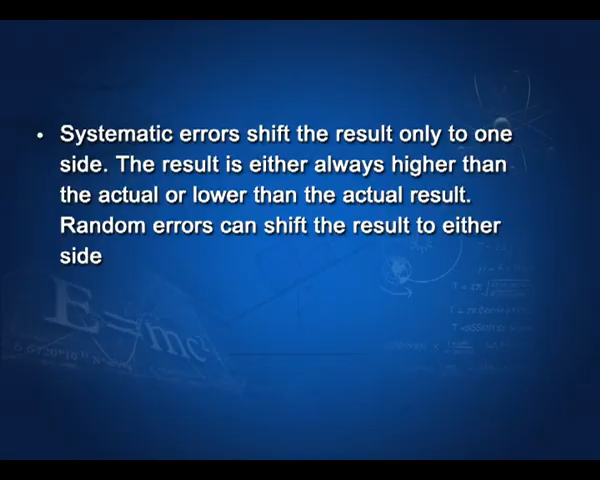 • Systematic errors shift the result only to one
side. The result is either always higher than
the actual or lower than the actual result.
Random errors can shift the result to either
side
E=mc²